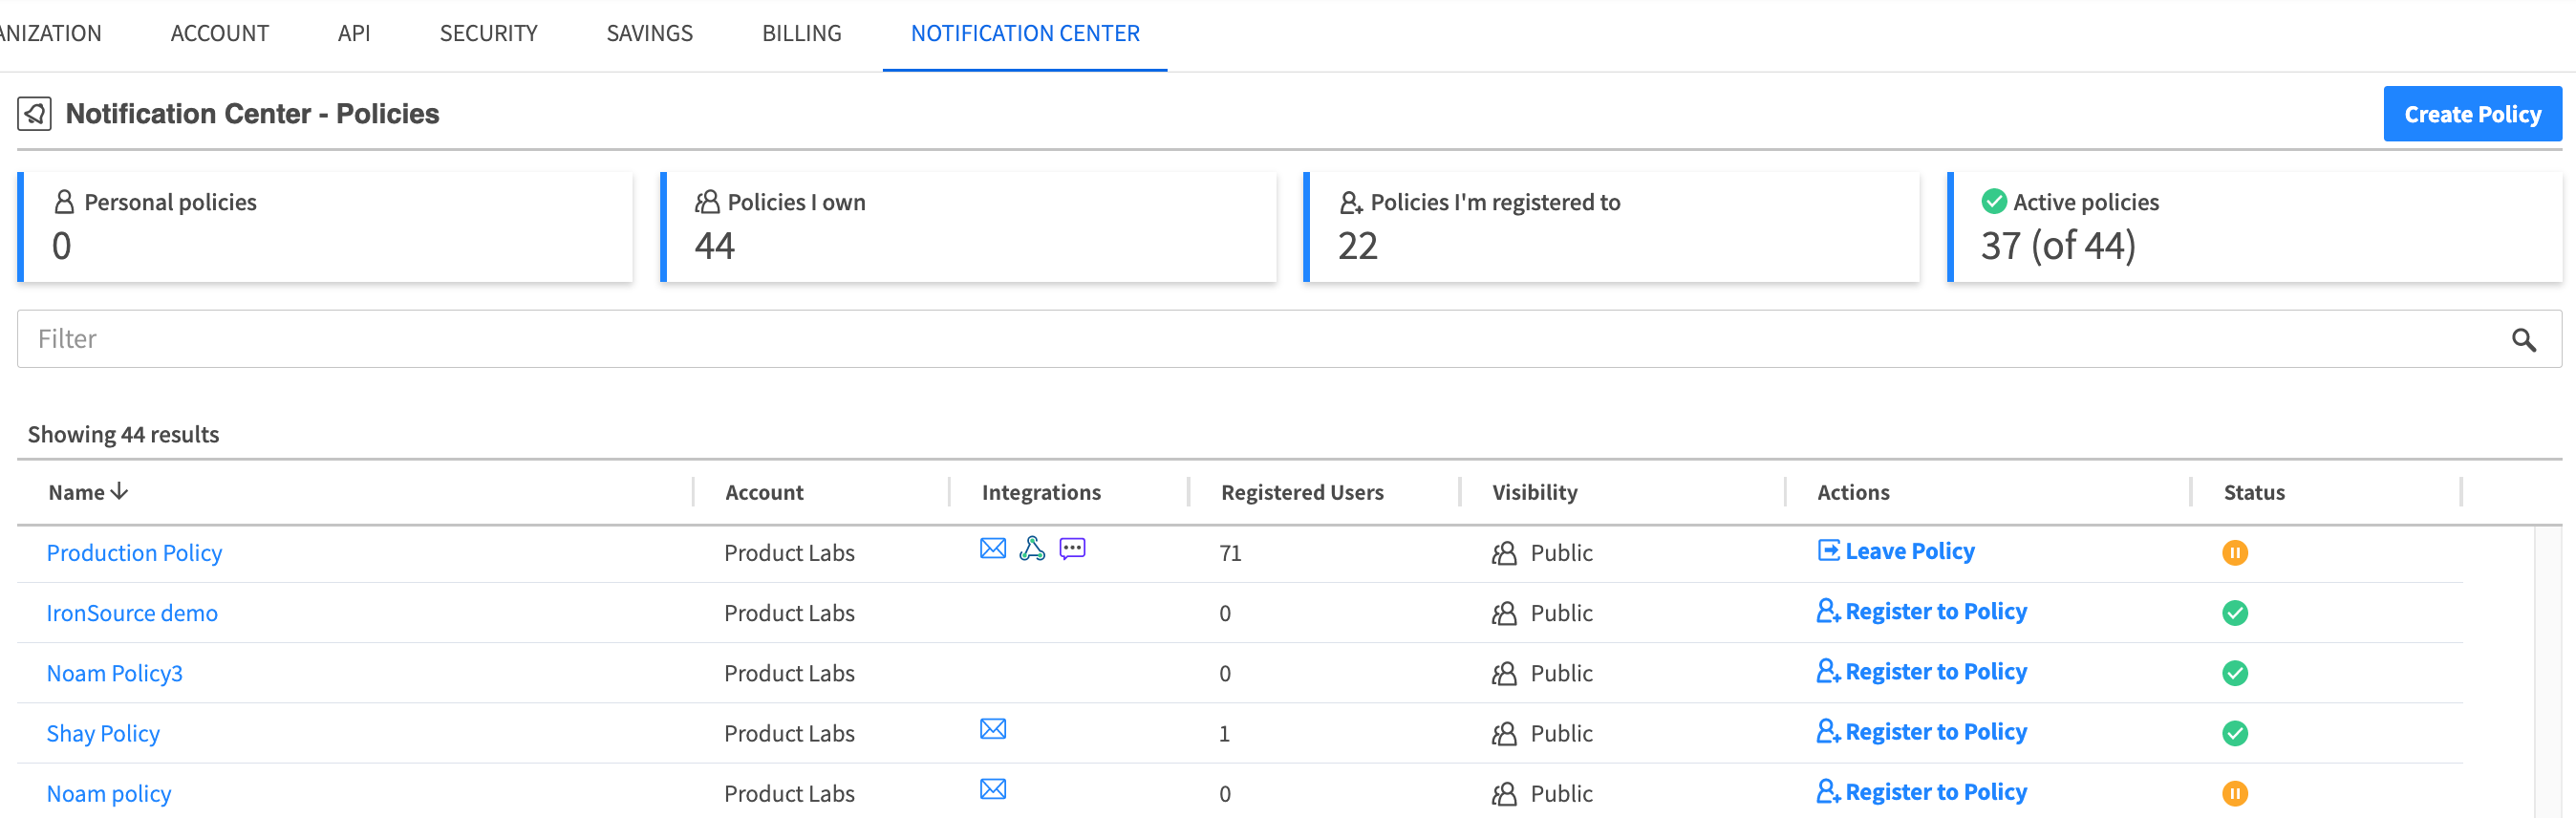 ANIZATION ACCOUNT API SECURITY SAVINGS BILLING NOTIFICATION CENTER
Notification Center - Policies Create Policy
Personal policies Policies I own Policies I'm registered to Active policies
0 44 22 37 (of 44)
Filter
Showing 44 results
Name Account Integrations Registered Users Visibility Actions Status
Production Policy Product Labs 71 Public Leave Policy
IronSource demo Product Labs 0 Public Register to Policy
Noam Policy3 Product Labs 0 Public Register to Policy
Shay Policy Product Labs 1 Public Register to Policy
Noam policy Product Labs 0 Public Register to Policy